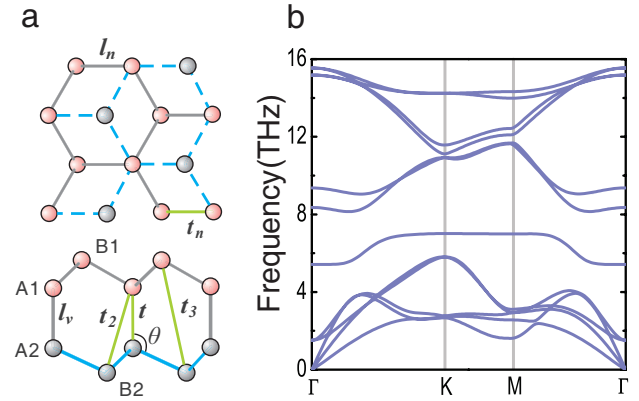 a
l_n
t_n
B1
A1
l_v
t_2
t
t_3
θ
A2
B2
b
Frequency(THz)
16
12
8
4
0
Γ K M Γ